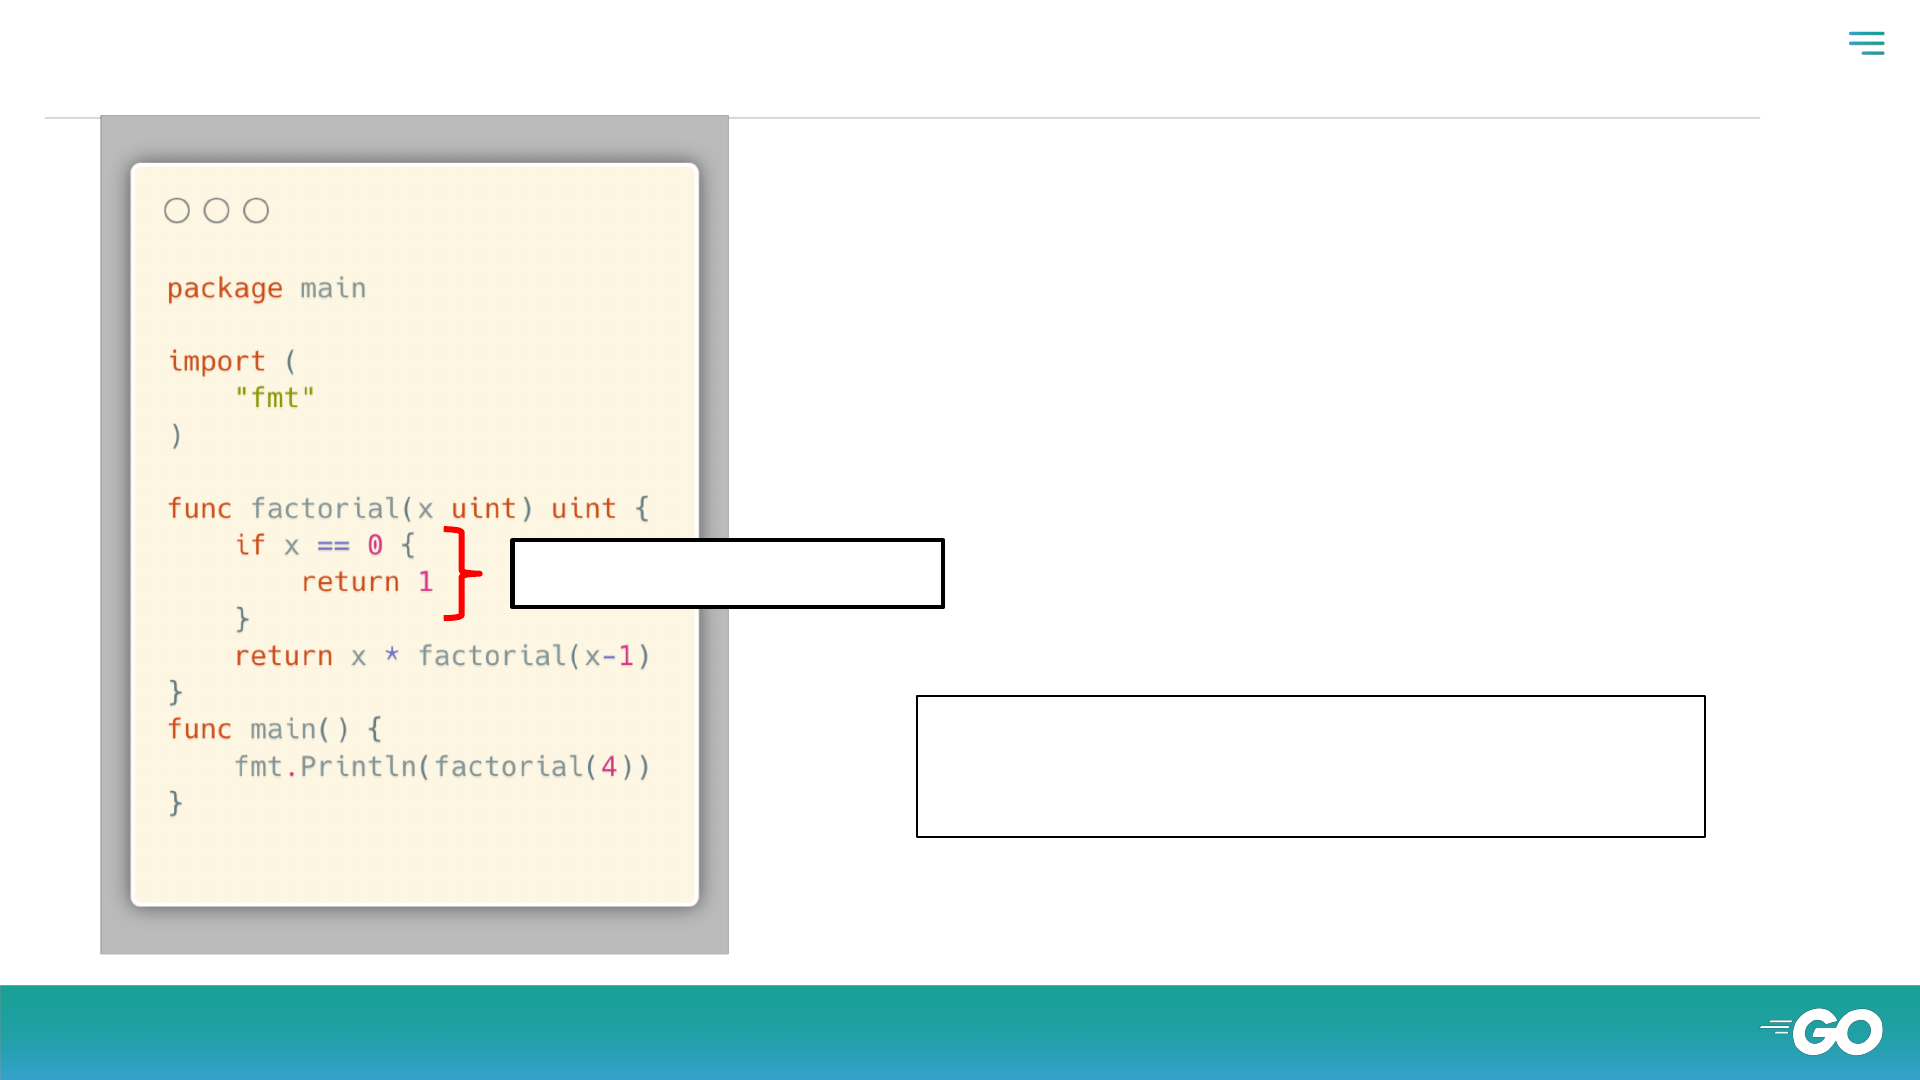 package main
import (
    "fmt"
)
func factorial(x uint) uint {
    if x == 0 {
        return 1
    }
    return x * factorial(x-1)
}
func main() {
    fmt.Println(factorial(4))
}
GO